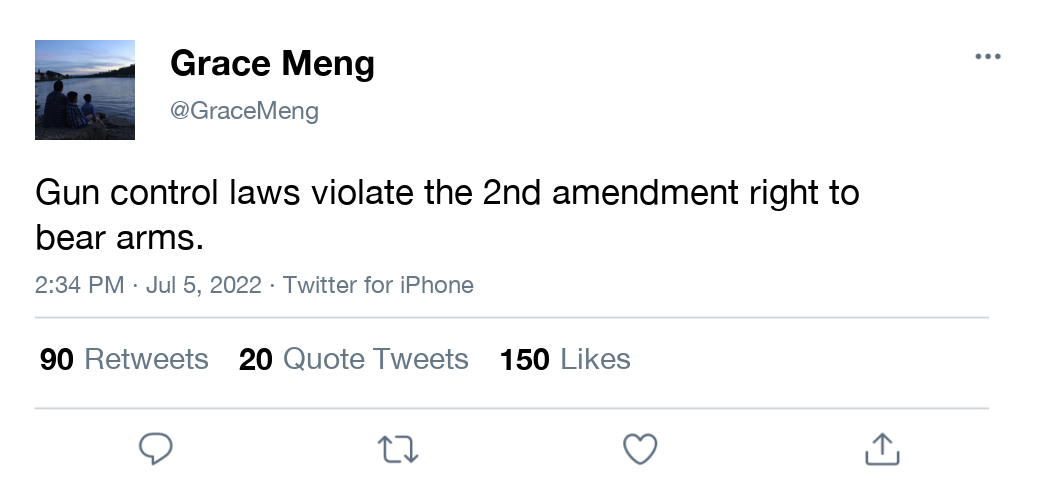 Grace Meng
@GraceMeng
Gun control laws violate the 2nd amendment right to
bear arms.
2:34 PM · Jul 5, 2022 · Twitter for iPhone
90 Retweets 20 Quote Tweets 150 Likes